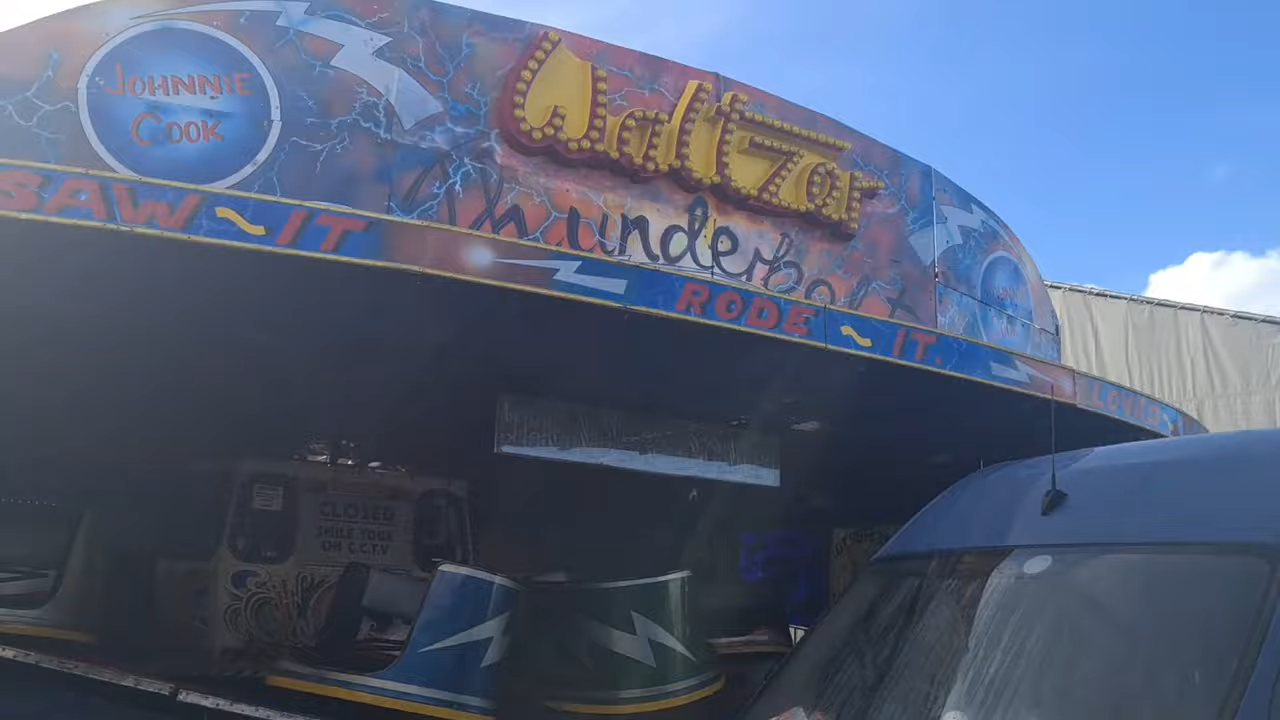 JOHNNIE
COOK
Waltzer
Thunderbolt
SAW ~ IT
RODE ~ IT.
LOVED
CLOSED
SMILE YOUR
ON C.C.T.V